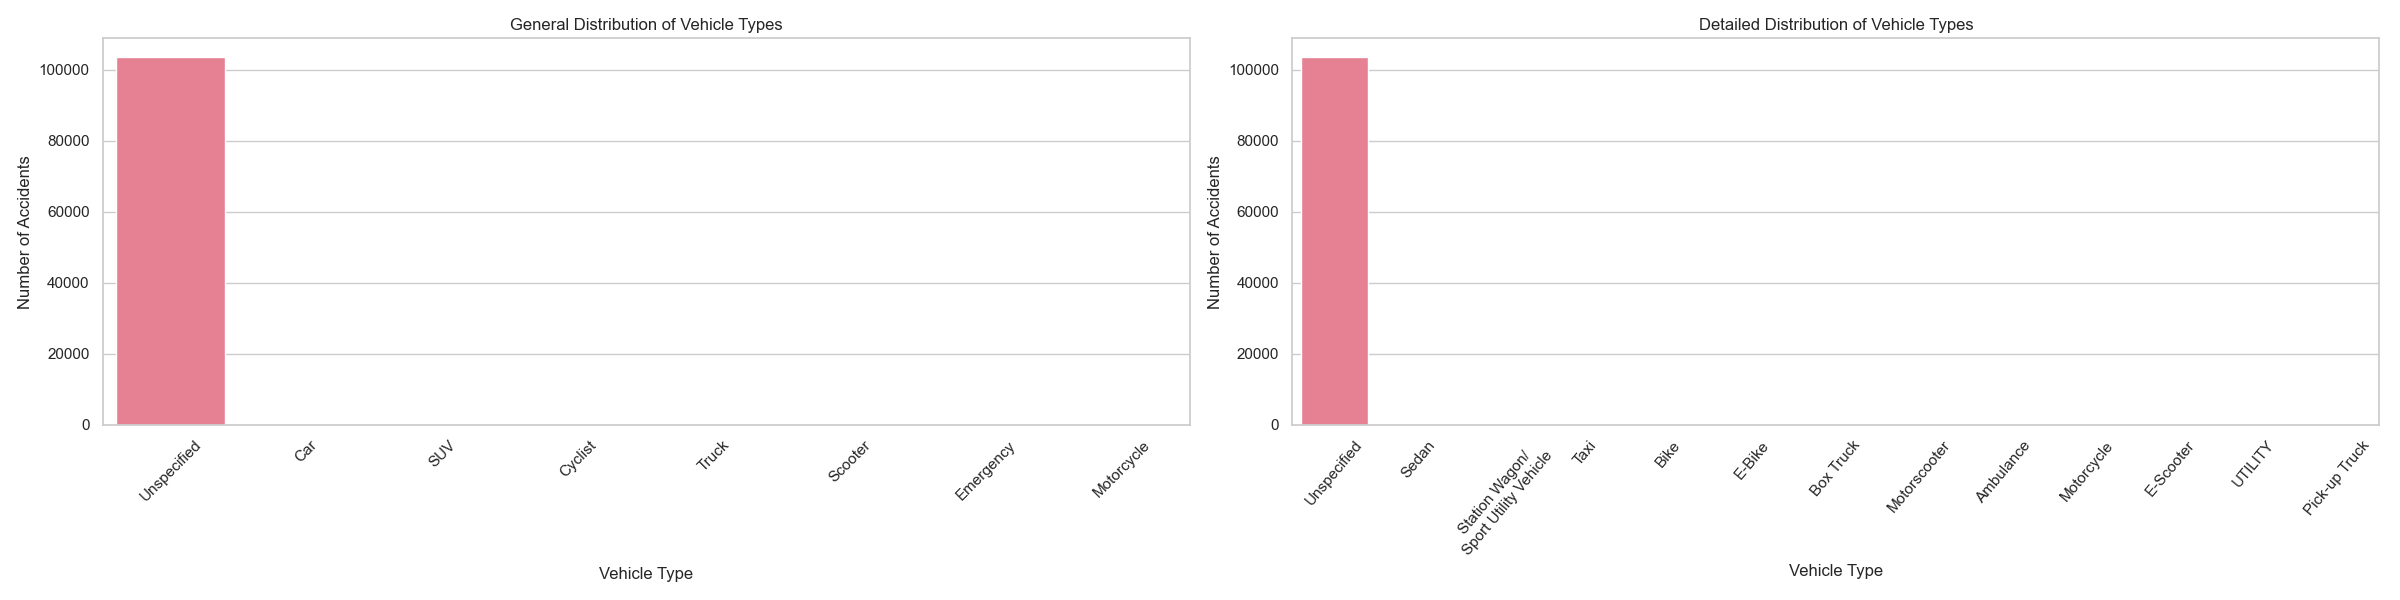 General Distribution of Vehicle Types
Number of Accidents
100000
80000
60000
40000
20000
0
Unspecified
Car
SUV
Cyclist
Truck
Scooter
Emergency
Motorcycle
Vehicle Type
Detailed Distribution of Vehicle Types
Number of Accidents
100000
80000
60000
40000
20000
0
Unspecified
Sedan
Station Wagon/
Sport Utility Vehicle
Taxi
Bike
E-Bike
Box Truck
Motorscooter
Ambulance
Motorcycle
E-Scooter
UTILITY
Pick-up Truck
Vehicle Type